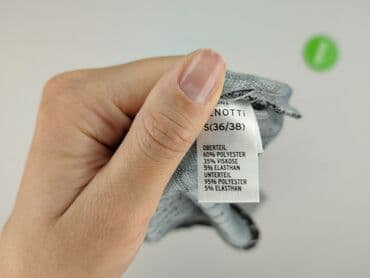 S(36/38)
OBERTEIL
60% POLYESTER
35% VISKOSE
5% ELASTHAN
UNTERTEIL
95% POLYESTER
5% ELASTHAN